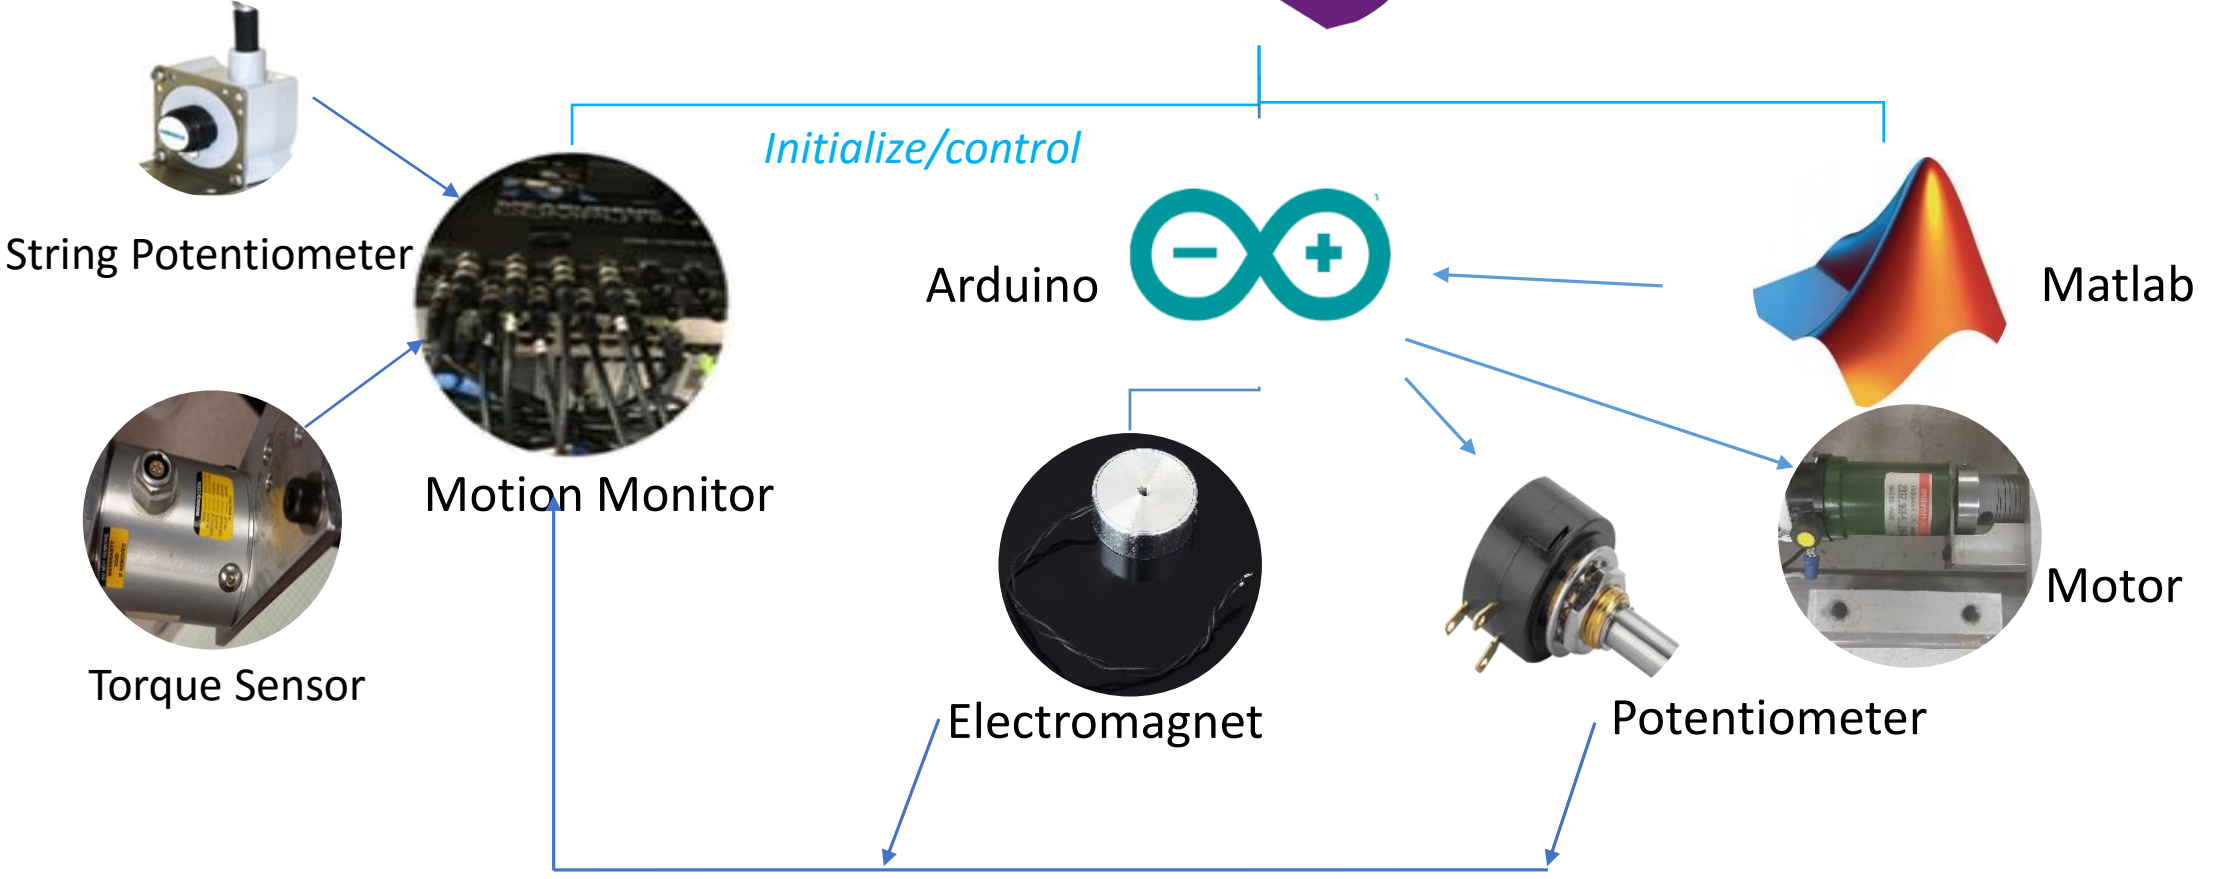 Initialize/control
String Potentiometer
Arduino
Matlab
Motion Monitor
Motor
Torque Sensor
Electromagnet
Potentiometer